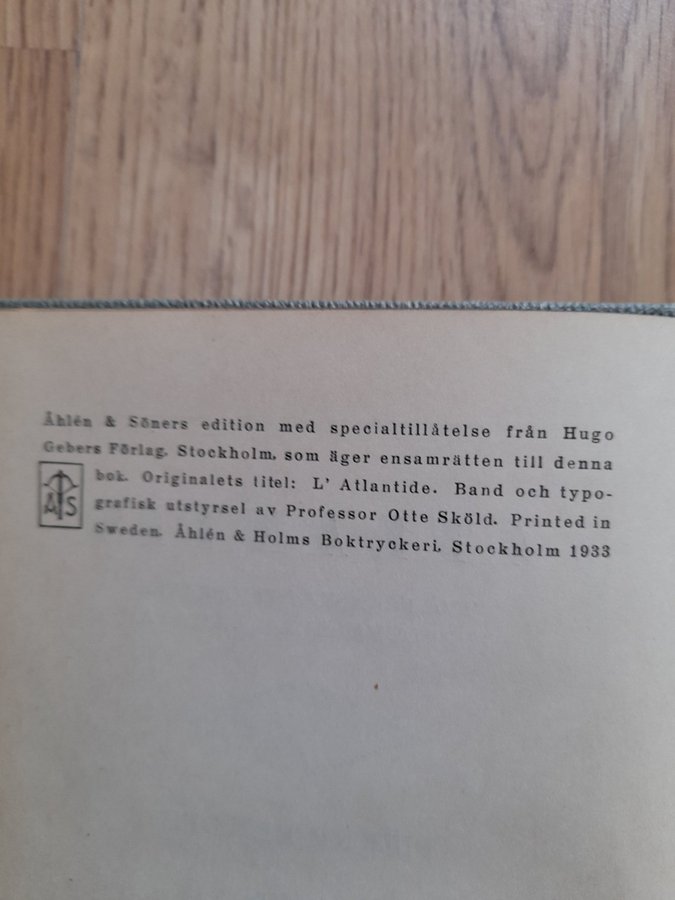 Åhlén & Söners edition med specialtillåtelse från Hugo
Gebers Förlag, Stockholm, som äger ensamrätten till denna
bok. Originalets titel: L' Atlantide. Band och typo-
grafisk utstyrsel av Professor Otte Sköld. Printed in
Sweden. Åhlén & Holms Boktryckeri, Stockholm 1933
ÅS